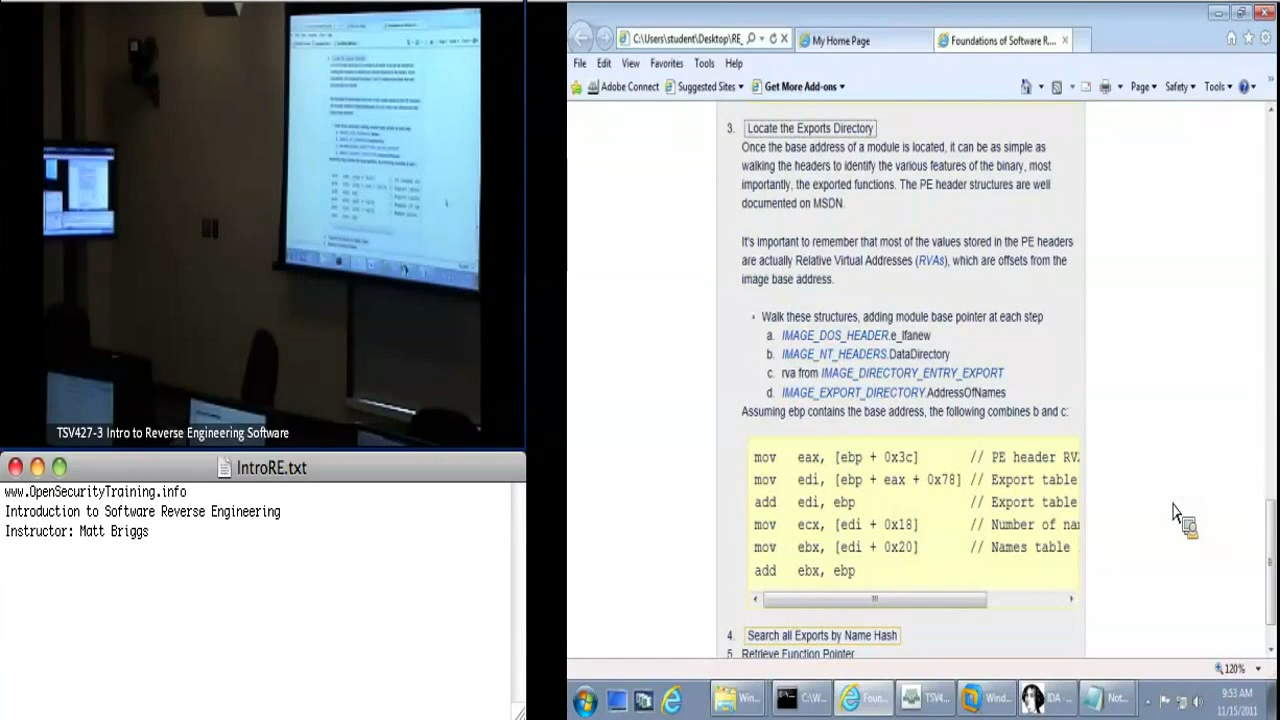 TSV427-3 Intro to Reverse Engineering Software
IntroRE.txt
www.OpenSecurityTraining.info
Introduction to Software Reverse Engineering
Instructor: Matt Briggs
C:\Users\student\Desktop\
My Home Page
Foundations of Software ...
File Edit View Favorites Tools Help
Adobe Connect Suggested Sites Get More Add-ons
Page Safety Tools
3. Locate the Exports Directory
Once the base address of a module is located, it can be as simple as
walking the headers to identify the various features of the binary, most
importantly, the exported functions. The PE header structures are well
documented on MSDN.
It's important to remember that most of the values stored in the PE headers
are actually Relative Virtual Addresses (RVAs), which are offsets from the
image base address.
Walk these structures, adding module base pointer at each step
a. IMAGE_DOS_HEADER.e_lfanew
b. IMAGE_NT_HEADERS.DataDirectory
c. rva from IMAGE_DIRECTORY_ENTRY_EXPORT
d. IMAGE_EXPORT_DIRECTORY.AddressOfNames
Assuming ebp contains the base address, the following combines b and c:
mov eax, [ebp + 0x3c] // PE header RV
mov edi, [ebp + eax + 0x78] // Export table
add edi, ebp // Export table
mov ecx, [edi + 0x18] // Number of na
mov ebx, [edi + 0x20] // Names table
add ebx, ebp
4. Search all Exports by Name Hash
5. Retrieve Function Pointer
120%
Win... C:\W... Foun... TSV4... Wind... IDA - ... Not...
9:53 AM
11/15/2011